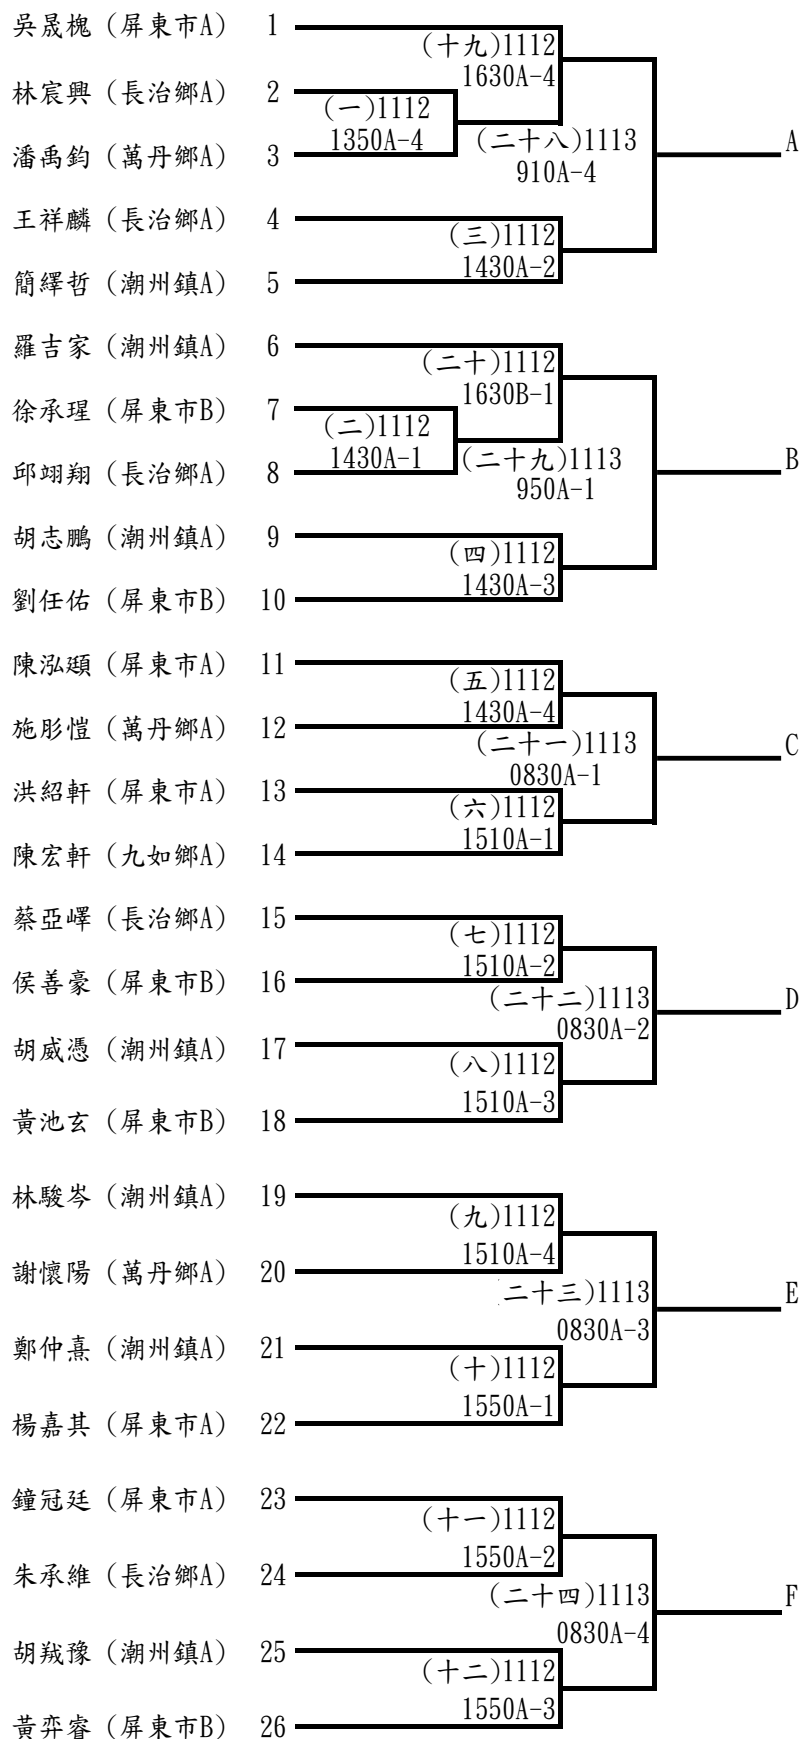 吳晟槐 (屏東市A) 1
(十九)1112
1630A-4
林宸興 (長治鄉A) 2
(一)1112
1350A-4
潘禹鈞 (萬丹鄉A) 3
(二十八)1113
910A-4
A
王祥麟 (長治鄉A) 4
(三)1112
1430A-2
簡繹哲 (潮州鎮A) 5
羅吉家 (潮州鎮A) 6
(二十)1112
1630B-1
徐承瑆 (屏東市B) 7
(二)1112
1430A-1
邱翊翔 (長治鄉A) 8
(二十九)1113
950A-1
B
胡志鵬 (潮州鎮A) 9
(四)1112
1430A-3
劉任佑 (屏東市B) 10
陳泓頲 (屏東市A) 11
(五)1112
1430A-4
施彤愷 (萬丹鄉A) 12
(二十一)1113
0830A-1
C
洪紹軒 (屏東市A) 13
(六)1112
1510A-1
陳宏軒 (九如鄉A) 14
蔡亞嶧 (長治鄉A) 15
(七)1112
1510A-2
侯善豪 (屏東市B) 16
(二十二)1113
0830A-2
D
胡威憑 (潮州鎮A) 17
(八)1112
1510A-3
黃池玄 (屏東市B) 18
林駿岑 (潮州鎮A) 19
(九)1112
1510A-4
謝懷陽 (萬丹鄉A) 20
二十三)1113
0830A-3
E
鄭仲熹 (潮州鎮A) 21
(十)1112
1550A-1
楊嘉其 (屏東市A) 22
鐘冠廷 (屏東市A) 23
(十一)1112
1550A-2
朱承維 (長治鄉A) 24
(二十四)1113
0830A-4
F
胡羢豫 (潮州鎮A) 25
(十二)1112
1550A-3
黃弈睿 (屏東市B) 26